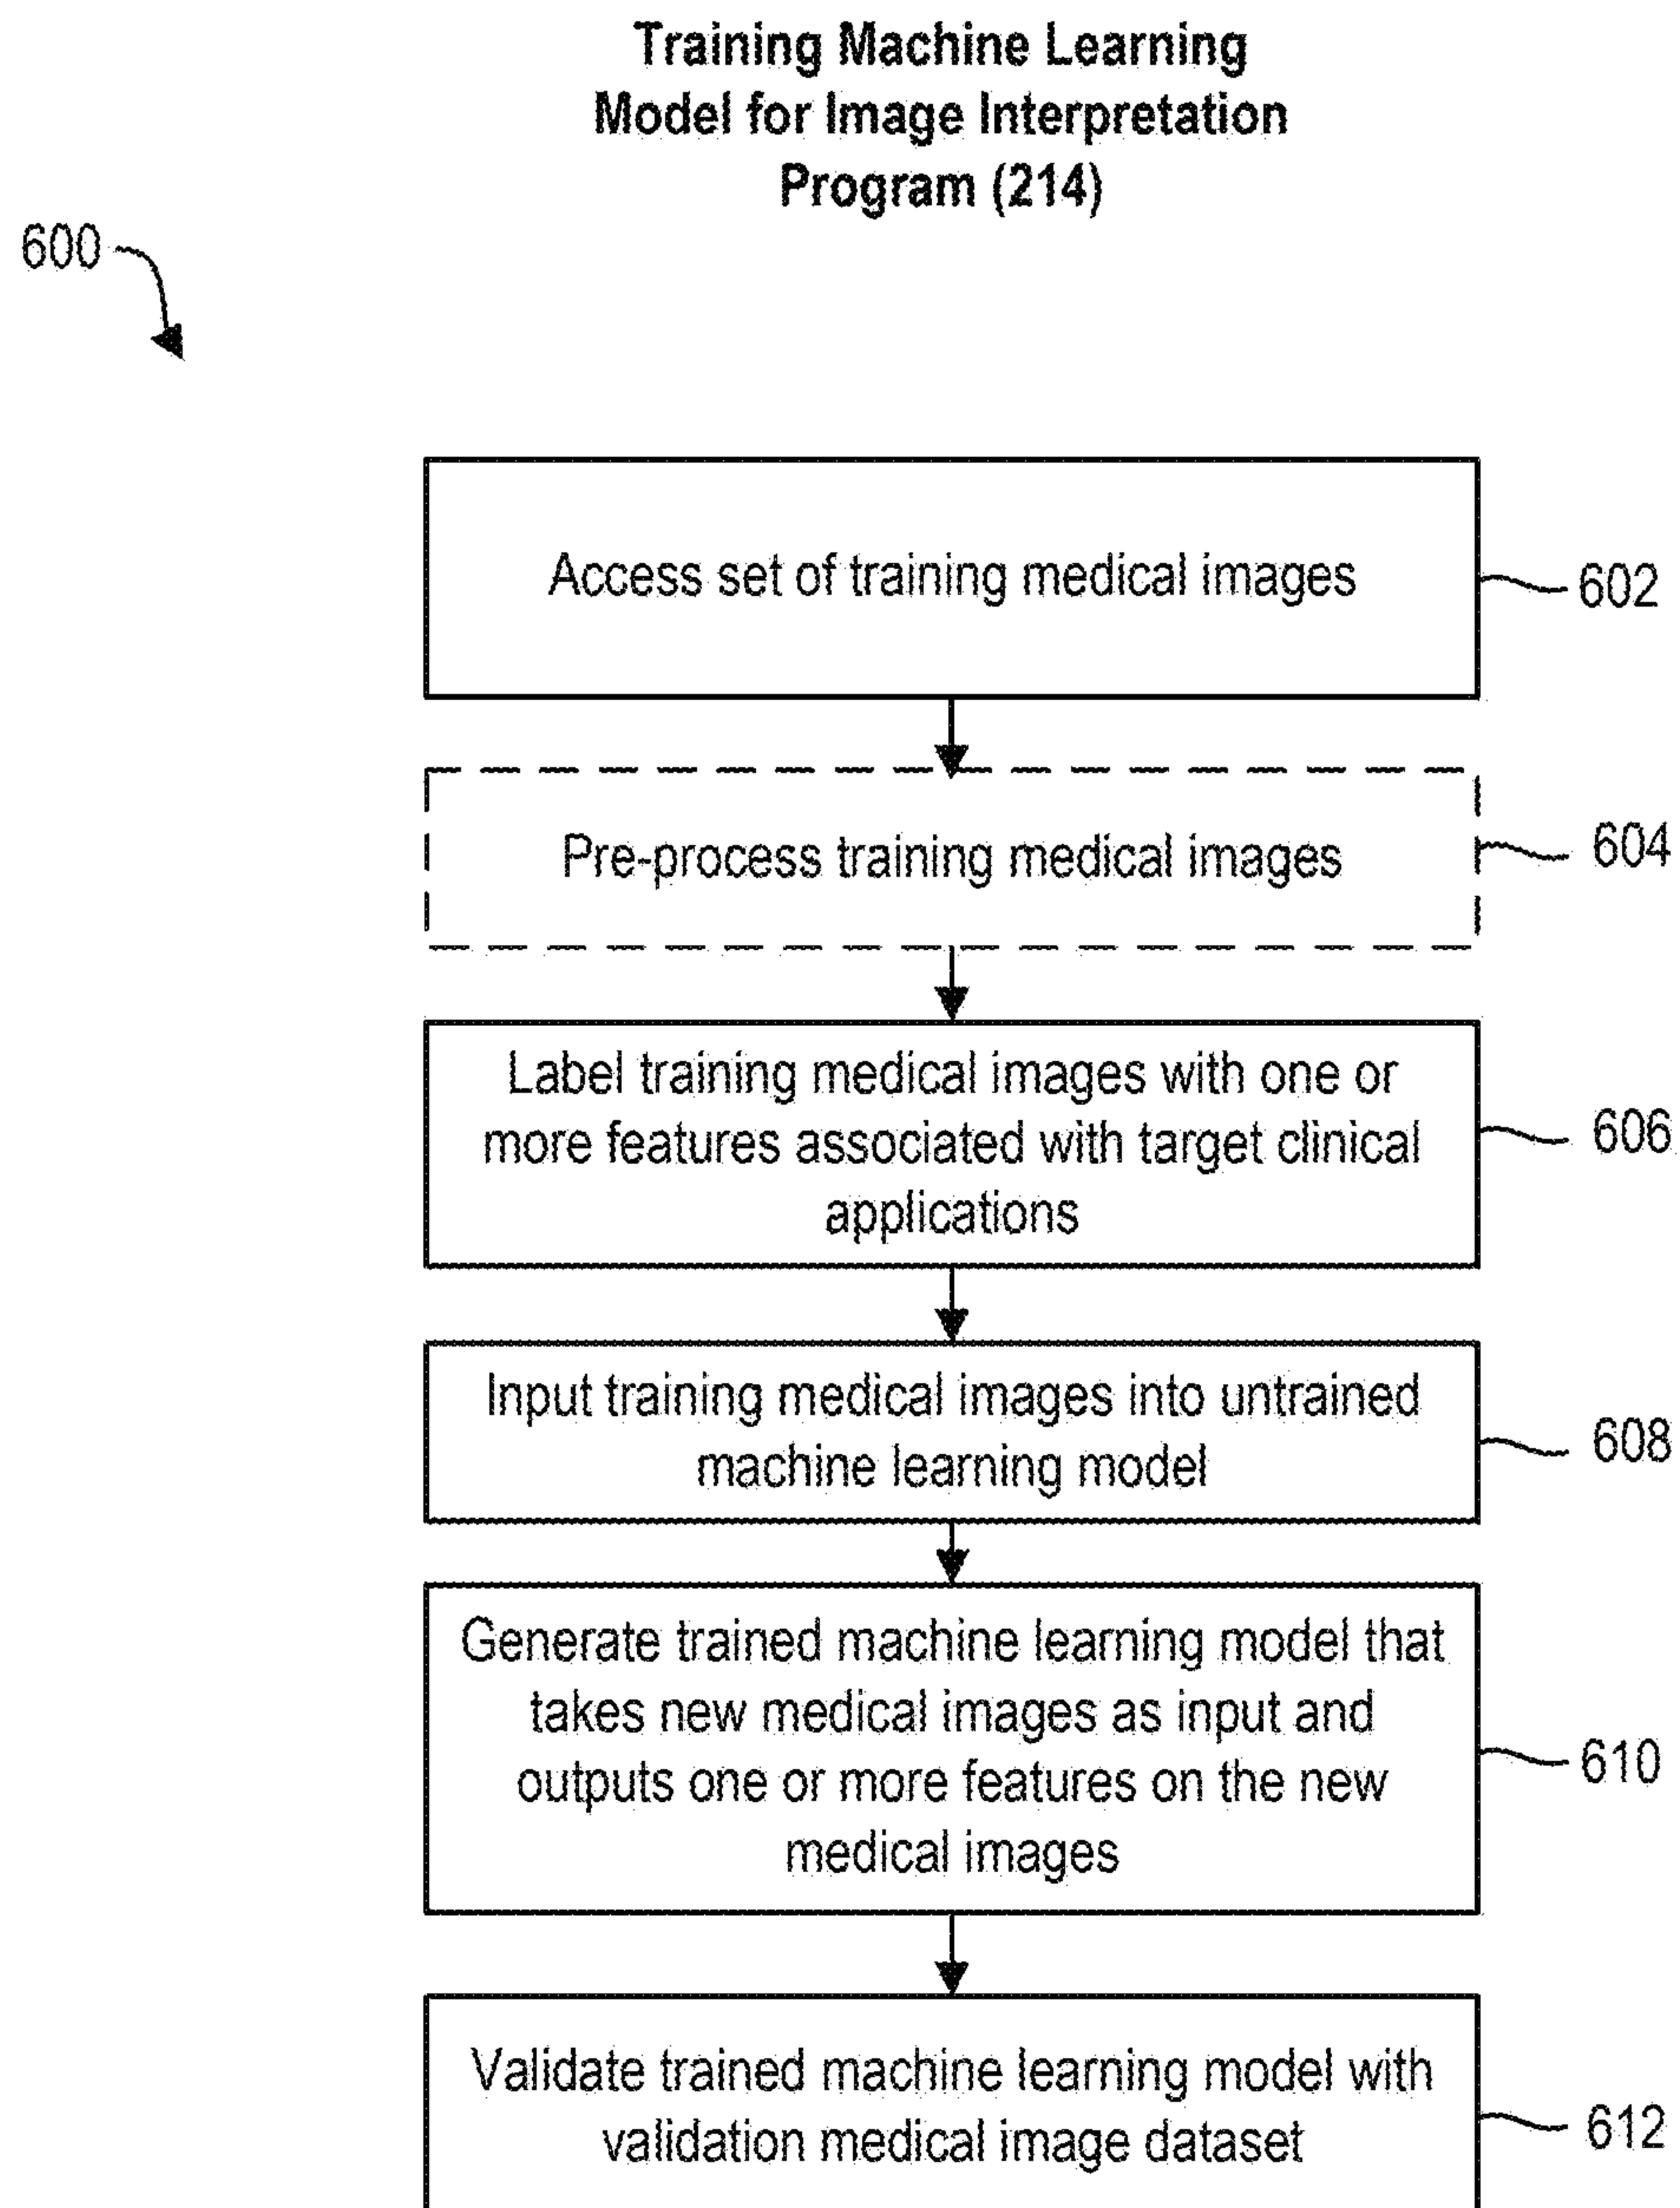 Training Machine Learning
Model for Image Interpretation
Program (214)
600
Access set of training medical images
602
Pre-process training medical images
604
Label training medical images with one or
more features associated with target clinical
applications
606
Input training medical images into untrained
machine learning model
608
Generate trained machine learning model that
takes new medical images as input and
outputs one or more features on the new
medical images
610
Validate trained machine learning model with
validation medical image dataset
612